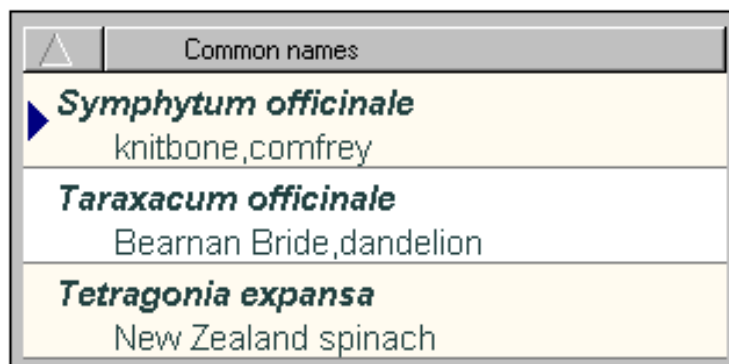 Common names
Symphytum officinale
knitbone,comfrey
Taraxacum officinale
Bearnan Bride,dandelion
Tetragonia expansa
New Zealand spinach